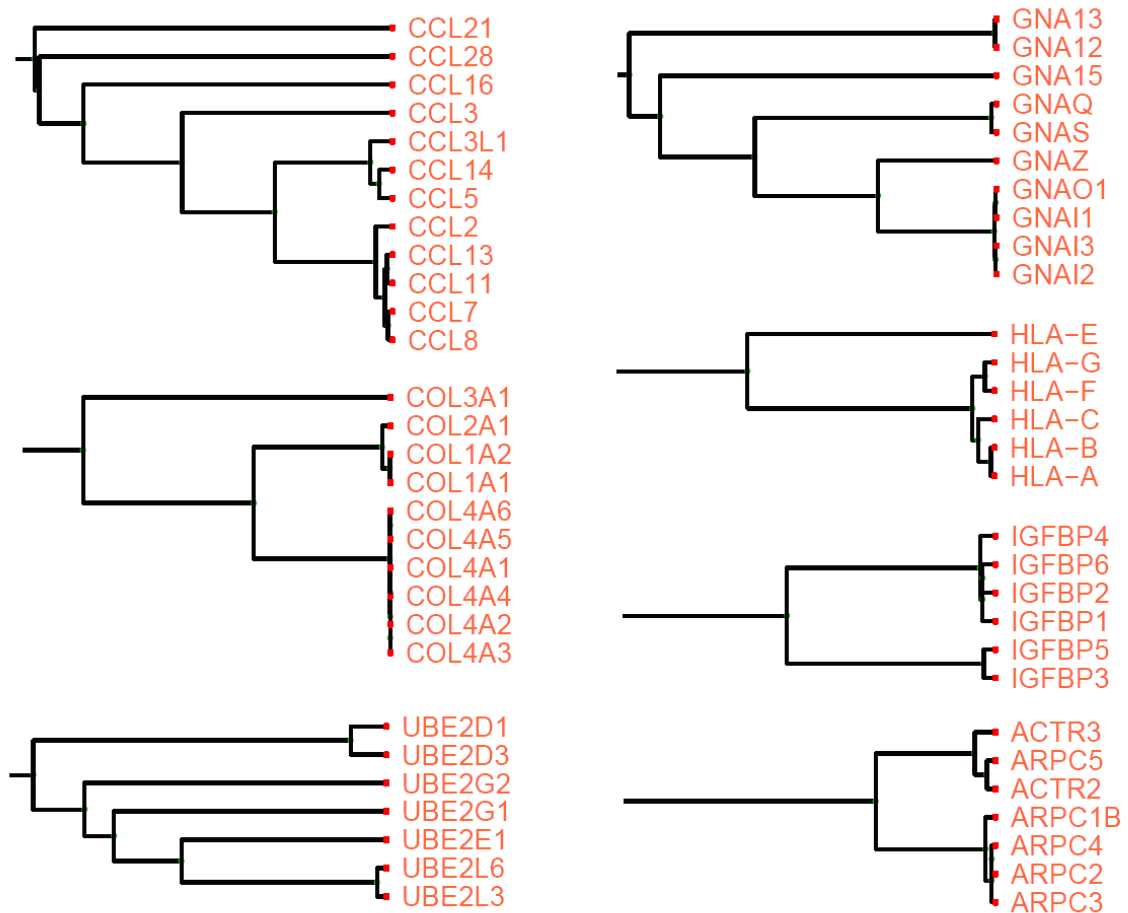 CCL21
CCL28
CCL16
CCL3
CCL3L1
CCL14
CCL5
CCL2
CCL13
CCL11
CCL7
CCL8
COL3A1
COL2A1
COL1A2
COL1A1
COL4A6
COL4A5
COL4A1
COL4A4
COL4A2
COL4A3
UBE2D1
UBE2D3
UBE2G2
UBE2G1
UBE2E1
UBE2L6
UBE2L3
GNA13
GNA12
GNA15
GNAQ
GNAS
GNAZ
GNAO1
GNAI1
GNAI3
GNAI2
HLA−E
HLA−G
HLA−F
HLA−C
HLA−B
HLA−A
IGFBP4
IGFBP6
IGFBP2
IGFBP1
IGFBP5
IGFBP3
ACTR3
ARPC5
ACTR2
ARPC1B
ARPC4
ARPC2
ARPC3